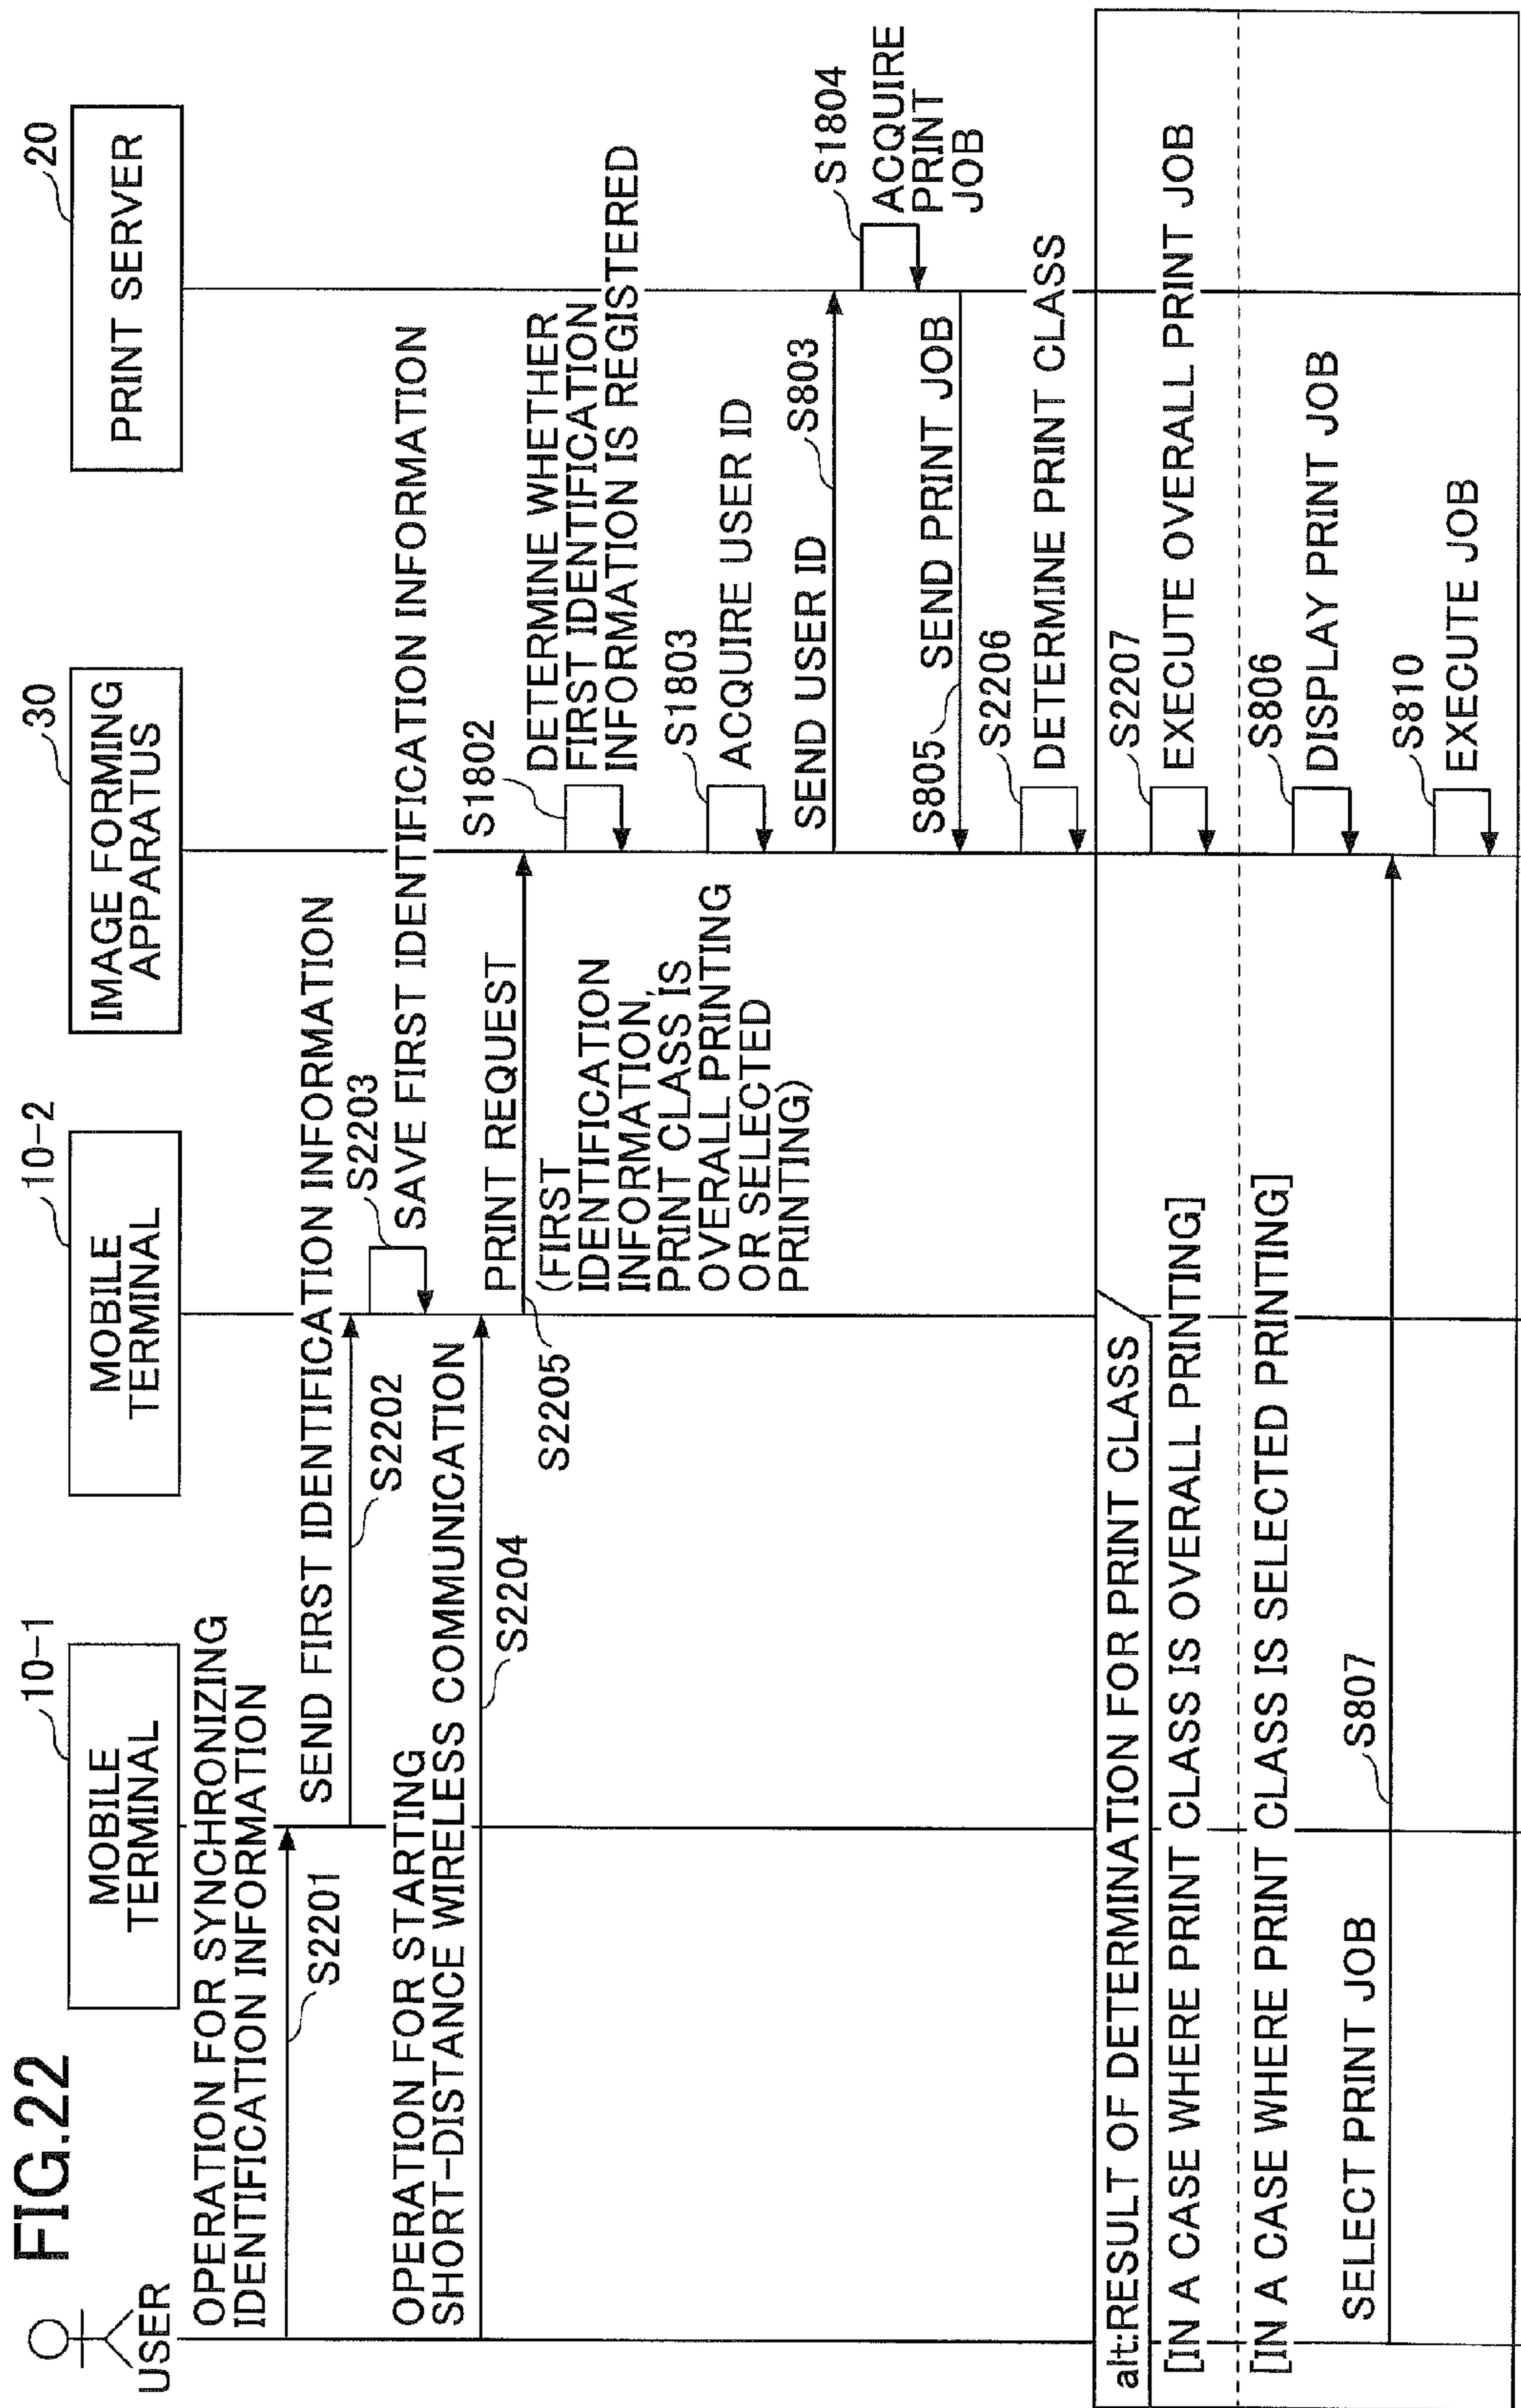 FIG.22
USER
10-1
MOBILE
TERMINAL
10-2
MOBILE
TERMINAL
30
IMAGE FORMING
APPARATUS
20
PRINT SERVER
OPERATION FOR SYNCHRONIZING
IDENTIFICATION INFORMATION
S2201
SEND FIRST IDENTIFICATION INFORMATION
S2202
S2203
SAVE FIRST IDENTIFICATION INFORMATION
OPERATION FOR STARTING
SHORT-DISTANCE WIRELESS COMMUNICATION
S2204
PRINT REQUEST
S2205
(FIRST
IDENTIFICATION
INFORMATION,
PRINT CLASS IS
OVERALL PRINTING
OR SELECTED
PRINTING)
S1802
DETERMINE WHETHER
FIRST IDENTIFICATION
INFORMATION IS REGISTERED
S1803
ACQUIRE USER ID
SEND USER ID
S803
S1804
ACQUIRE
PRINT
JOB
S805
SEND PRINT JOB
S2206
DETERMINE PRINT CLASS
alt:RESULT OF DETERMINATION FOR PRINT CLASS
[IN A CASE WHERE PRINT CLASS IS OVERALL PRINTING]
S2207
EXECUTE OVERALL PRINT JOB
[IN A CASE WHERE PRINT CLASS IS SELECTED PRINTING]
S806
DISPLAY PRINT JOB
SELECT PRINT JOB
S807
S810
EXECUTE JOB